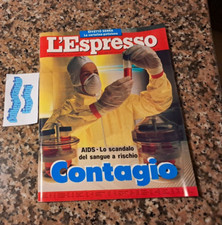 L'Espresso
AIDS - Lo scandalo
del sangue a rischio
Contagio